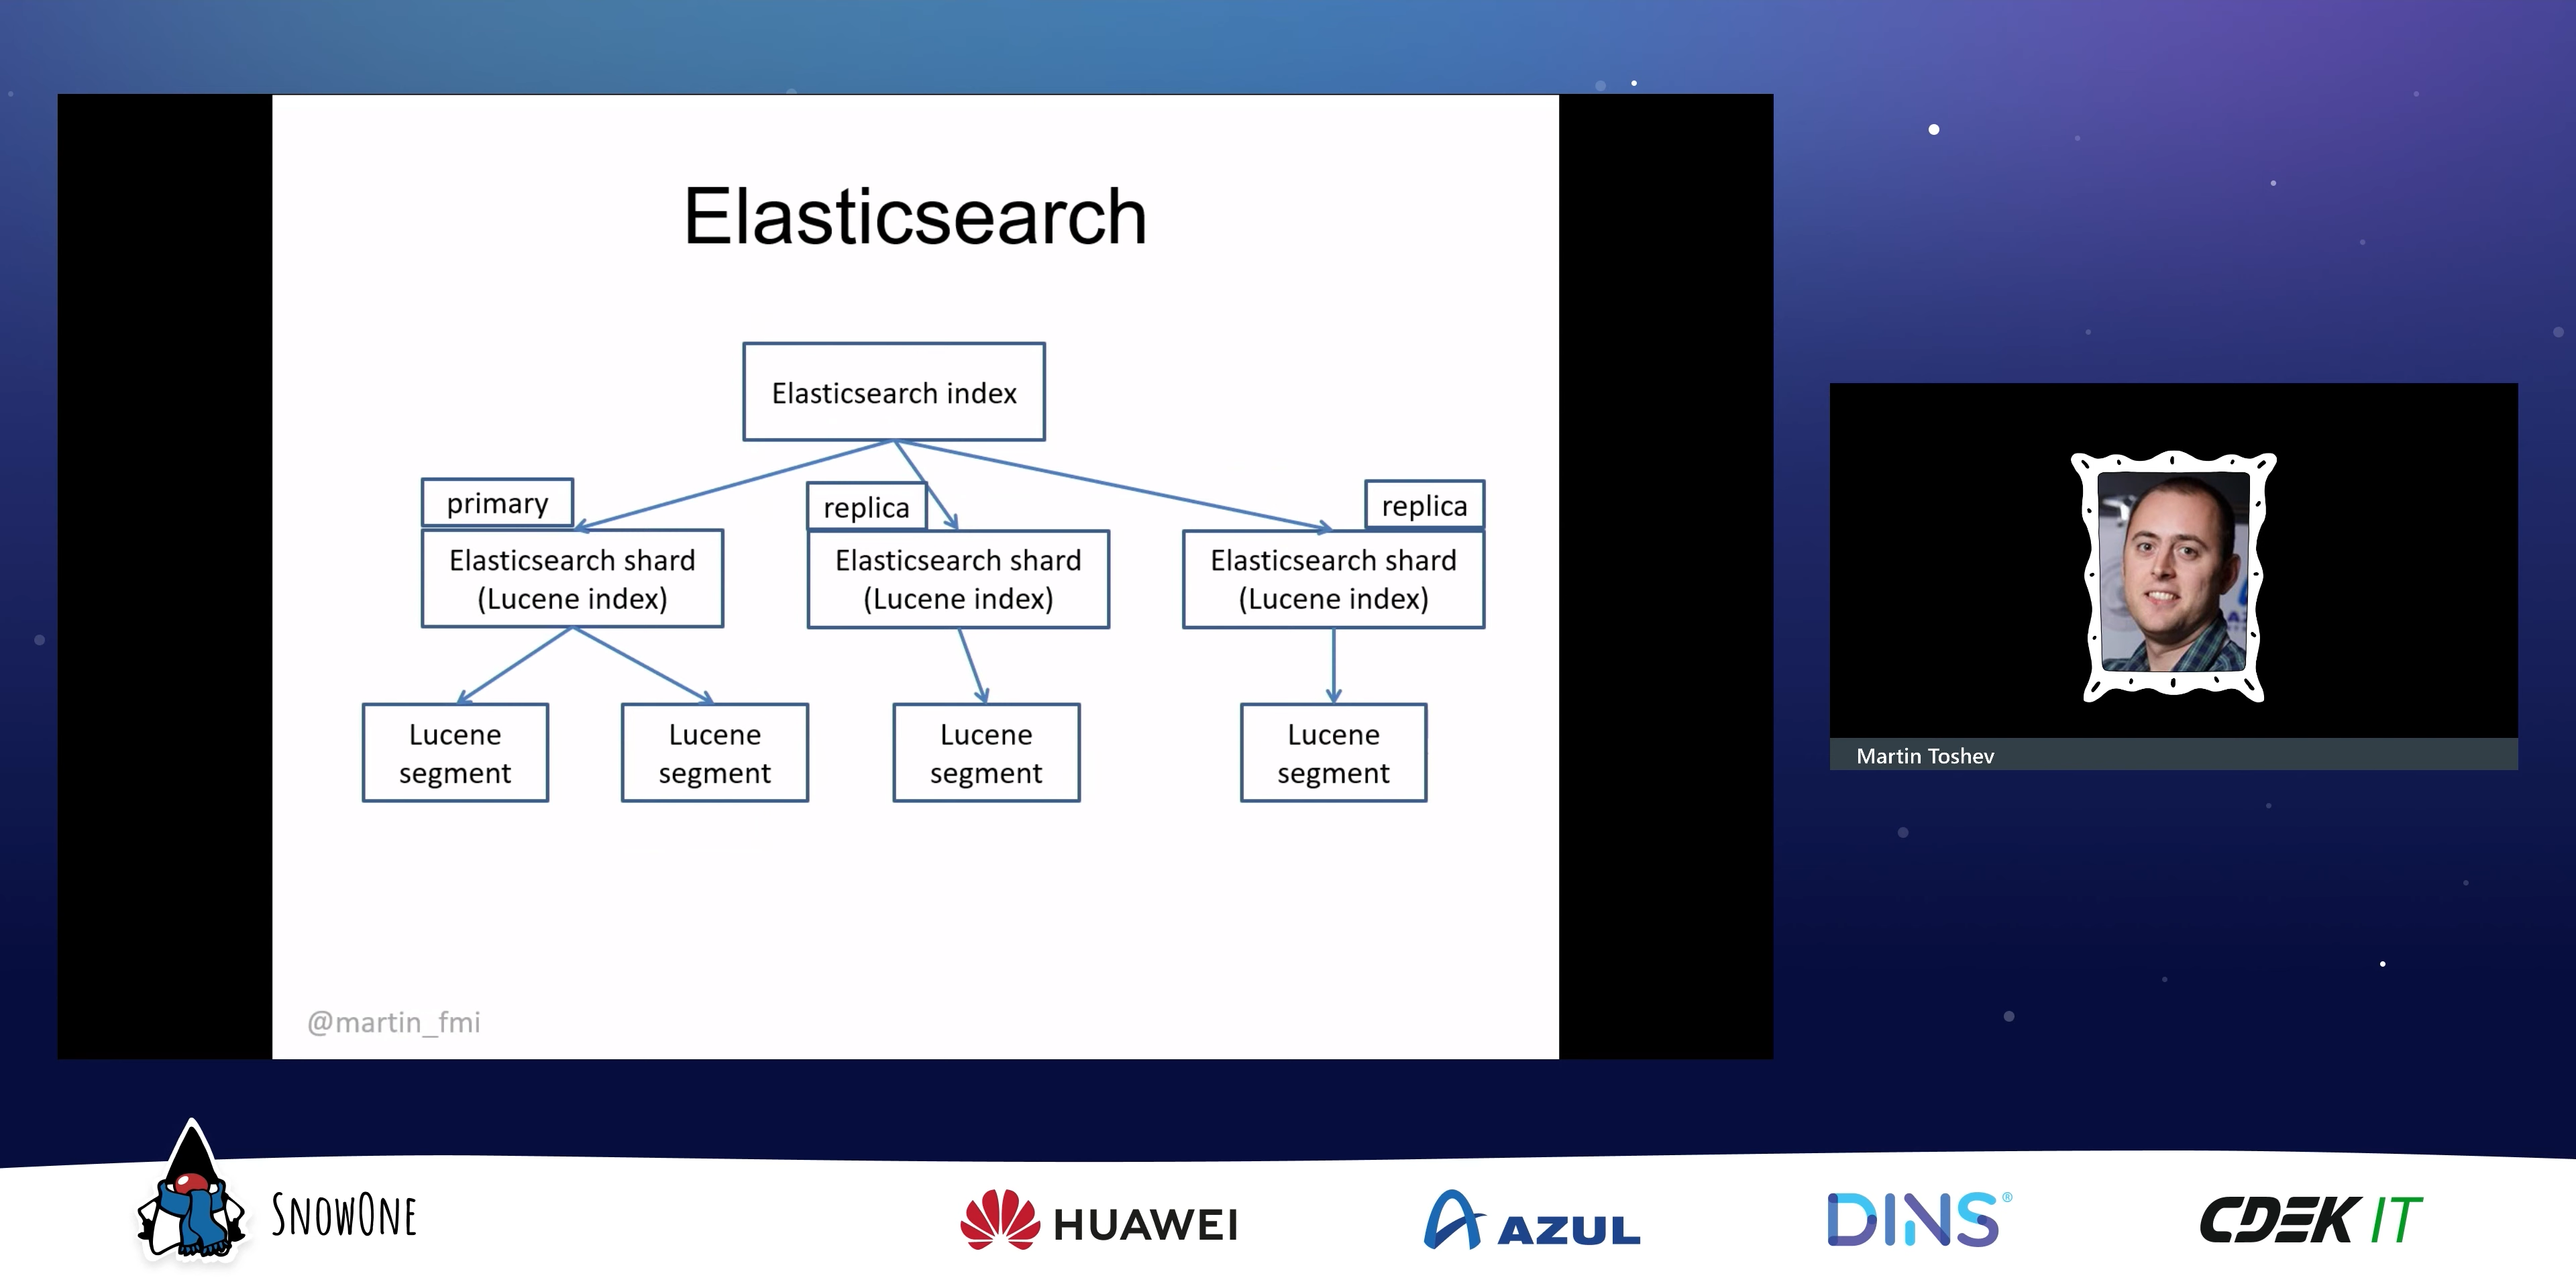 Elasticsearch
Elasticsearch index
primary
replica
replica
Elasticsearch shard
(Lucene index)
Elasticsearch shard
(Lucene index)
Elasticsearch shard
(Lucene index)
Lucene
segment
Lucene
segment
Lucene
segment
Lucene
segment
@martin_fmi
Martin Toshev
SNOWONE
HUAWEI
AZUL
DINS®
CDEK IT